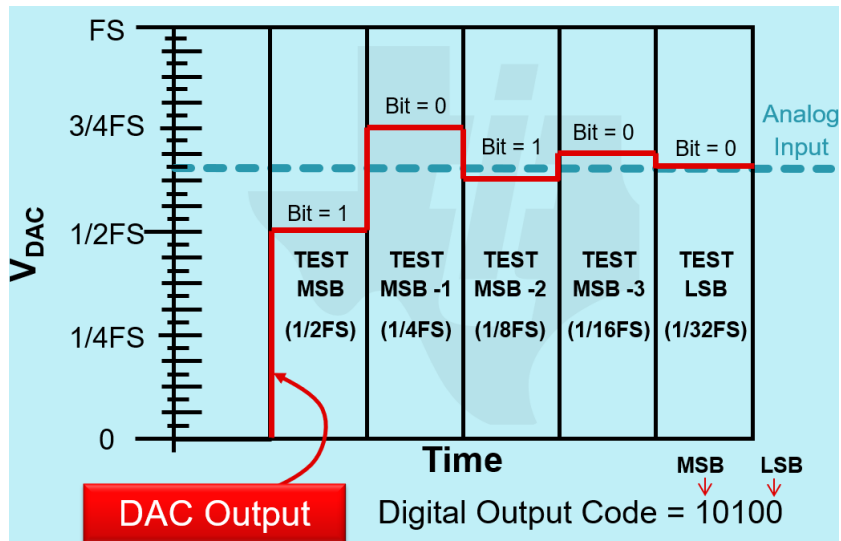 FS
3/4FS
1/2FS
1/4FS
0
VDAC
Bit = 1
Bit = 0
Bit = 1
Bit = 0
Bit = 0
Analog
Input
TEST
MSB
(1/2FS)
TEST
MSB -1
(1/4FS)
TEST
MSB -2
(1/8FS)
TEST
MSB -3
(1/16FS)
TEST
LSB
(1/32FS)
Time
MSB
LSB
DAC Output
Digital Output Code = 10100